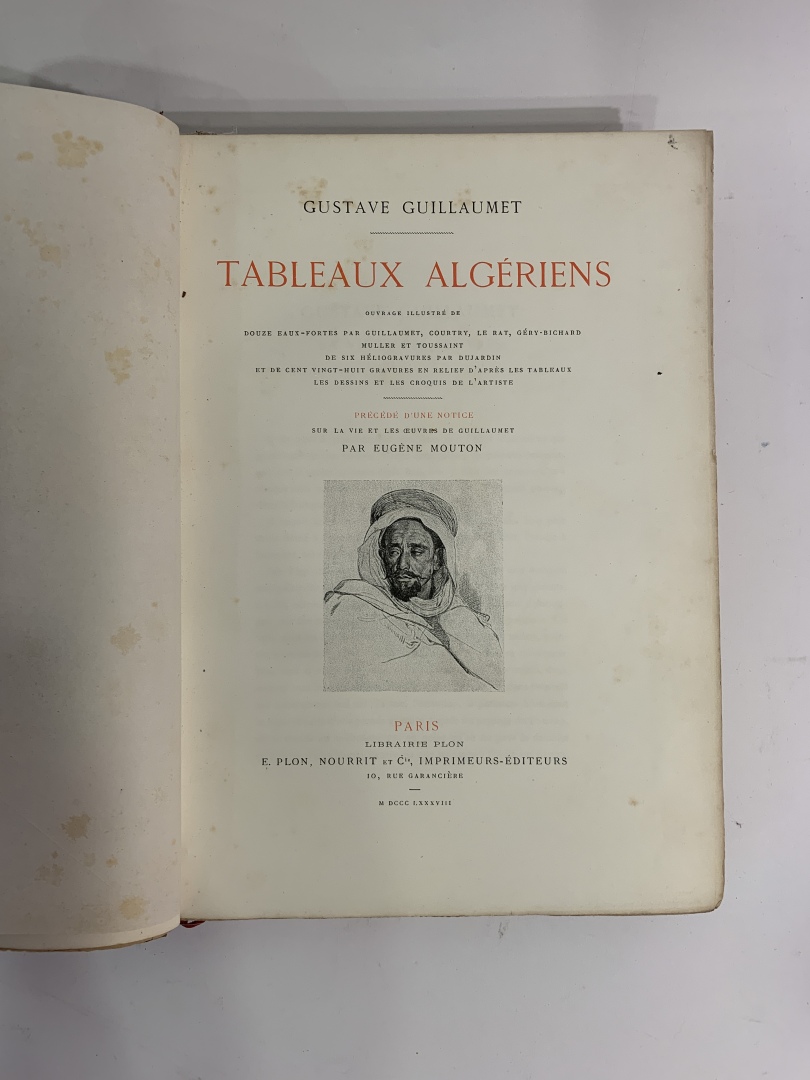 GUSTAVE GUILLAUMET
TABLEAUX ALGÉRIENS
OUVRAGE ILLUSTRÉ DE
DOUZE EAUX=FORTES PAR GUILLAUMET, COURTRY, LE RAT, GÉRY-BICHARD
MULLER ET TOUSSAINT
DE SIX HÉLIOGRAVURES PAR DUJARDIN
ET DE CENT VINGT=HUIT GRAVURES EN RELIEF D'APRÈS LES TABLEAUX
LES DESSINS ET LES CROQUIS DE L'ARTISTE
PRÉCÉDÉ D'UNE NOTICE
SUR LA VIE ET LES ŒUVRES DE GUILLAUMET
PAR EUGÈNE MOUTON
PARIS
LIBRAIRIE PLON
E. PLON, NOURRIT ET Cie, IMPRIMEURS-ÉDITEURS
10, RUE GARANCIÈRE
M DCCC LXXXVIII